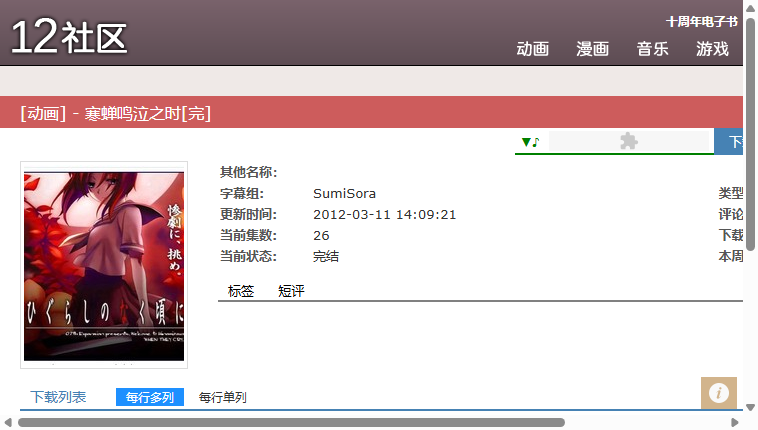 12社区
十周年电子书
动画 漫画 音乐 游戏
[动画] - 寒蝉鸣泣之时[完]
▼♪
其他名称:
字幕组: SumiSora 类型
更新时间: 2012-03-11 14:09:21 评论
当前集数: 26 下载
当前状态: 完结 本周
标签 短评
惨劇に、挑め。
ひぐらしの く頃に
下载列表 每行多列 每行单列